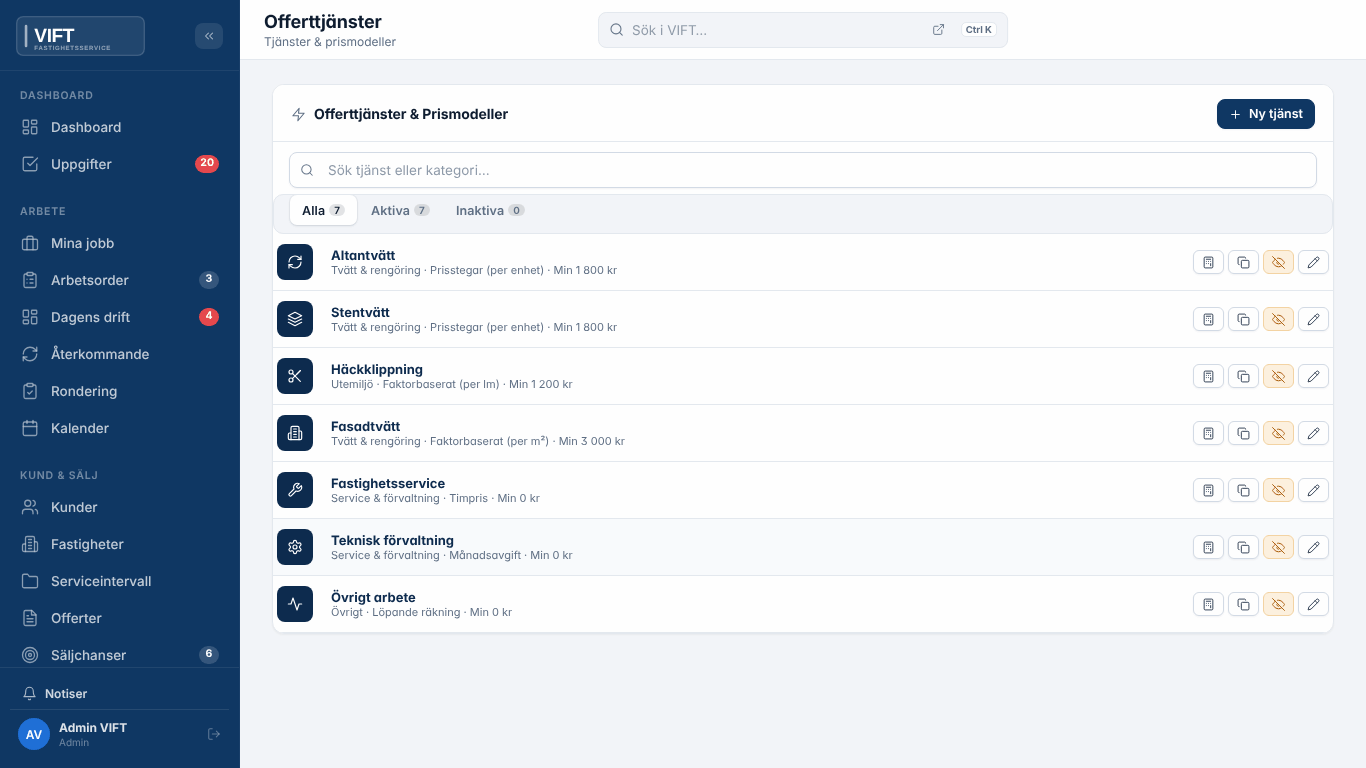 VIFT
FASTIGHETSSERVICE
DASHBOARD
Dashboard
Uppgifter 20
ARBETE
Mina jobb
Arbetsorder 3
Dagens drift 4
Återkommande
Rondering
Kalender
KUND & SÄLJ
Kunder
Fastigheter
Serviceintervall
Offerter
Säljchanser 6
Notiser
AV
Admin VIFT
Admin
Offerttjänster
Tjänster & prismodeller
Sök i VIFT... Ctrl K
Offerttjänster & Prismodeller
Ny tjänst
Sök tjänst eller kategori...
Alla 7 Aktiva 7 Inaktiva 0
Altantvätt
Tvätt & rengöring · Prisstegar (per enhet) · Min 1 800 kr
Stentvätt
Tvätt & rengöring · Prisstegar (per enhet) · Min 1 800 kr
Häckklippning
Utemiljö · Faktorbaserat (per lm) · Min 1 200 kr
Fasadtvätt
Tvätt & rengöring · Faktorbaserat (per m²) · Min 3 000 kr
Fastighetsservice
Service & förvaltning · Timpris · Min 0 kr
Teknisk förvaltning
Service & förvaltning · Månadsavgift · Min 0 kr
Övrigt arbete
Övrigt · Löpande räkning · Min 0 kr